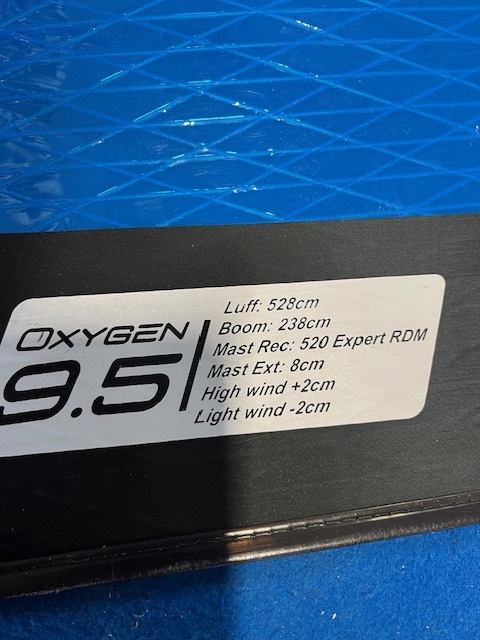 OXYGEN
9.5
Luff: 528cm
Boom: 238cm
Mast Rec: 520 Expert RDM
Mast Ext: 8cm
High wind +2cm
Light wind -2cm